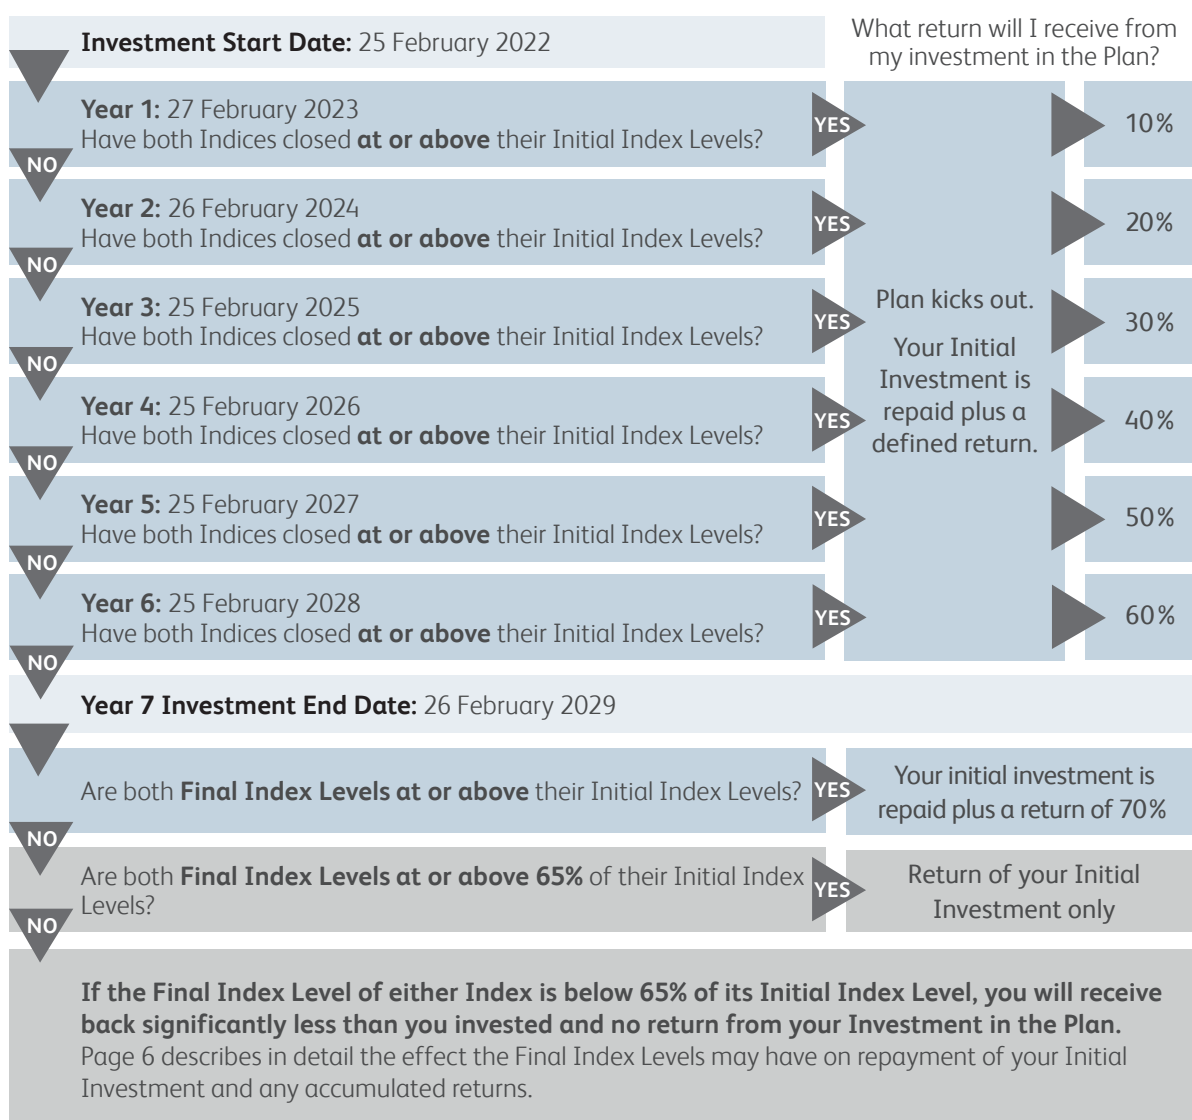 Investment Start Date: 25 February 2022
What return will I receive from
my investment in the Plan?
Year 1: 27 February 2023
Have both Indices closed at or above their Initial Index Levels?
YES
10%
NO
Year 2: 26 February 2024
Have both Indices closed at or above their Initial Index Levels?
YES
20%
NO
Year 3: 25 February 2025
Have both Indices closed at or above their Initial Index Levels?
YES
Plan kicks out.
Your Initial
Investment is
repaid plus a
defined return.
30%
NO
Year 4: 25 February 2026
Have both Indices closed at or above their Initial Index Levels?
YES
40%
NO
Year 5: 25 February 2027
Have both Indices closed at or above their Initial Index Levels?
YES
50%
NO
Year 6: 25 February 2028
Have both Indices closed at or above their Initial Index Levels?
YES
60%
NO
Year 7 Investment End Date: 26 February 2029
Are both Final Index Levels at or above their Initial Index Levels?
YES
Your initial investment is
repaid plus a return of 70%
NO
Are both Final Index Levels at or above 65% of their Initial Index
Levels?
YES
Return of your Initial
Investment only
NO
If the Final Index Level of either Index is below 65% of its Initial Index Level, you will receive
back significantly less than you invested and no return from your Investment in the Plan.
Page 6 describes in detail the effect the Final Index Levels may have on repayment of your Initial
Investment and any accumulated returns.